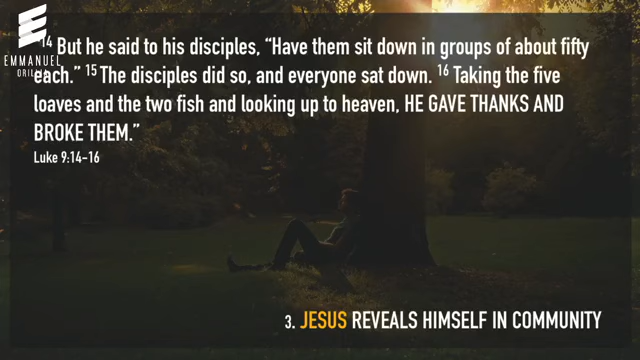 EMMANUEL
14 But he said to his disciples, “Have them sit down in groups of about fifty
each.” 15 The disciples did so, and everyone sat down. 16 Taking the five
loaves and the two fish and looking up to heaven, HE GAVE THANKS AND
BROKE THEM.”
Luke 9:14-16
3. JESUS REVEALS HIMSELF IN COMMUNITY